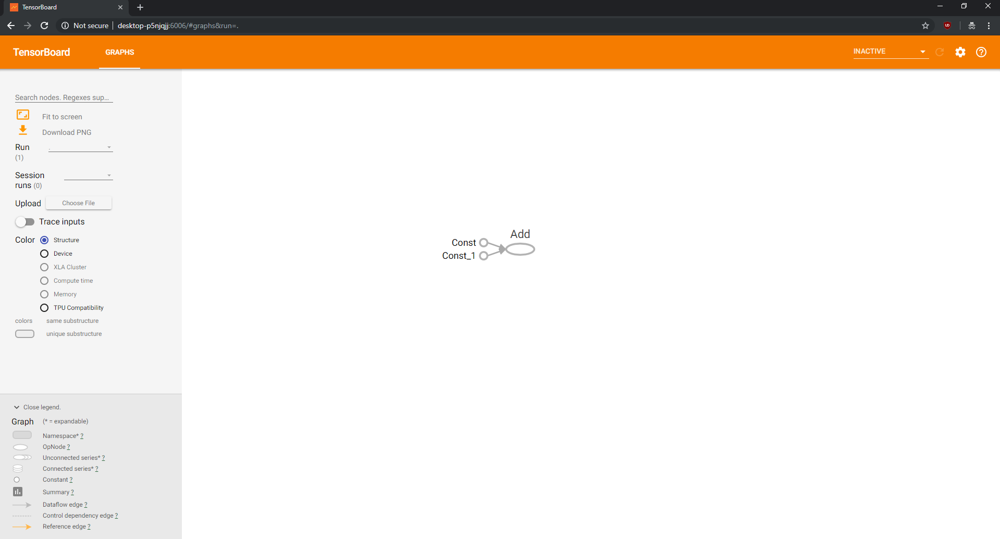 TensorBoard
Not secure desktop-p5njqjj:6006/#graphs&run=.
TensorBoard
GRAPHS
INACTIVE
Search nodes. Regexes sup...
Fit to screen
Download PNG
Run
.
(1)
Session
runs (0)
Upload
Choose File
Trace inputs
Color
Structure
Device
XLA Cluster
Compute time
Memory
TPU Compatibility
colors same substructure
unique substructure
Close legend.
Graph (* = expandable)
Namespace* ?
OpNode ?
Unconnected series* ?
Connected series* ?
Constant ?
Summary ?
Dataflow edge ?
Control dependency edge ?
Reference edge ?
Add
Const
Const_1